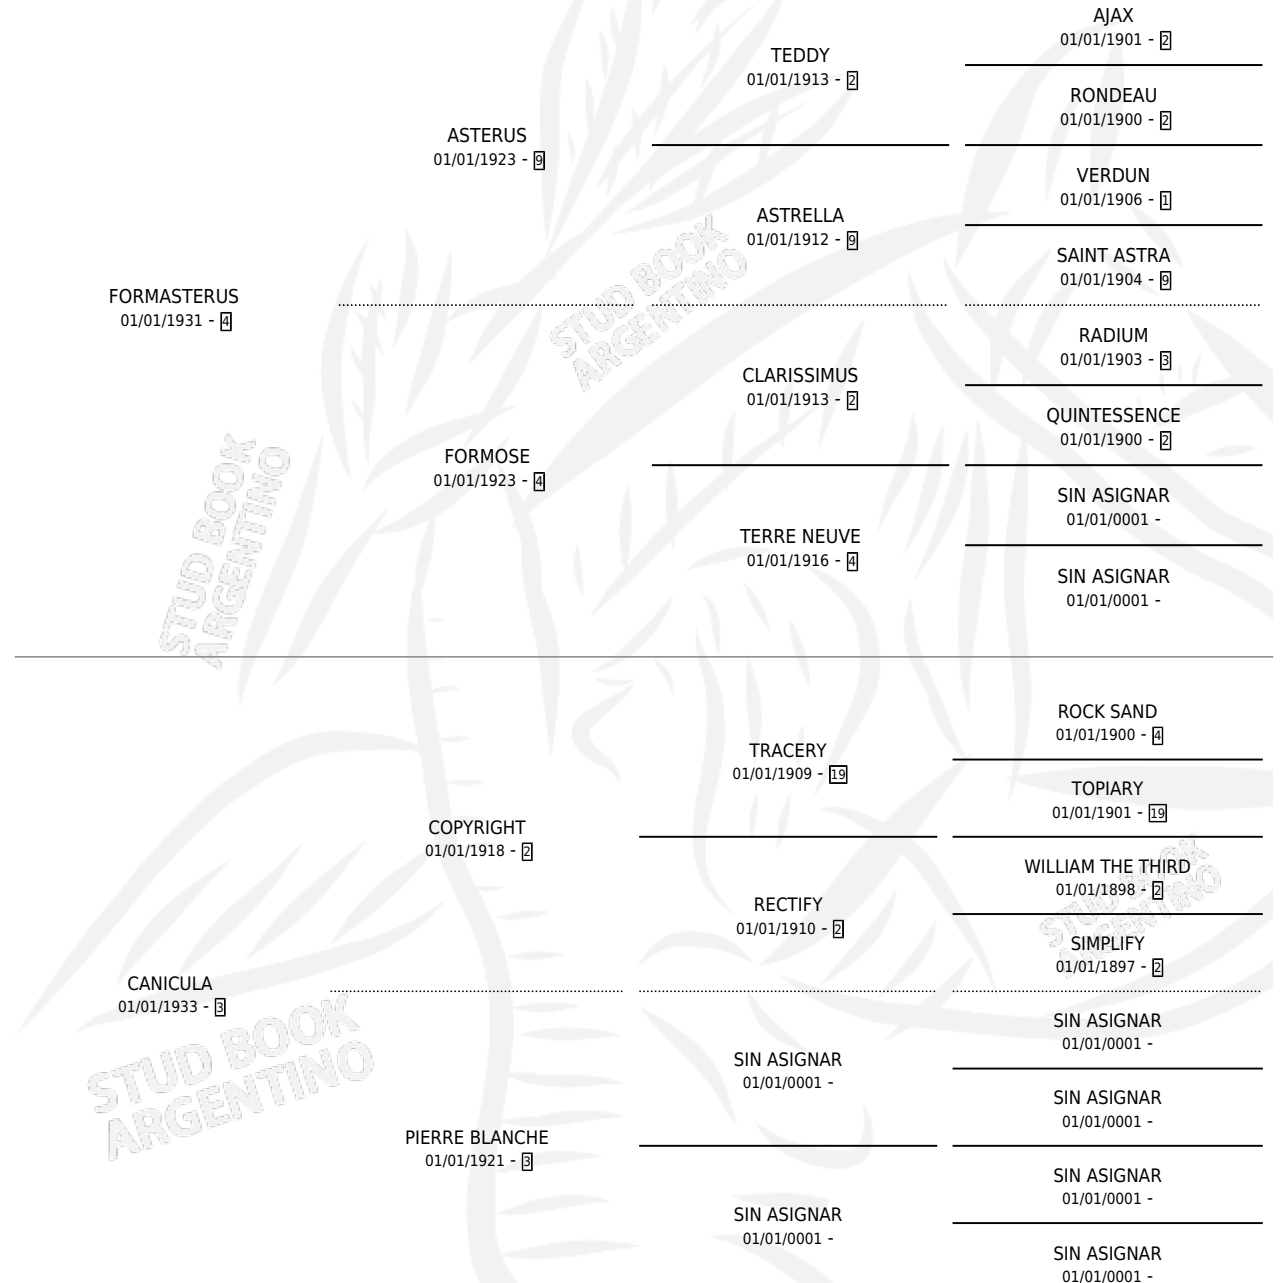 AJAX
01/01/1901 - 2
TEDDY
01/01/1913 - 2
RONDEAU
01/01/1900 - 2
ASTERUS
01/01/1923 - 9
VERDUN
01/01/1906 - 1
ASTRELLA
01/01/1912 - 9
SAINT ASTRA
01/01/1904 - 9
FORMASTERUS
01/01/1931 - 4
RADIUM
01/01/1903 - 3
CLARISSIMUS
01/01/1913 - 2
QUINTESSENCE
01/01/1900 - 2
FORMOSE
01/01/1923 - 4
SIN ASIGNAR
01/01/0001 -
TERRE NEUVE
01/01/1916 - 4
SIN ASIGNAR
01/01/0001 -
ROCK SAND
01/01/1900 - 4
TRACERY
01/01/1909 - 19
TOPIARY
01/01/1901 - 19
COPYRIGHT
01/01/1918 - 2
WILLIAM THE THIRD
01/01/1898 - 2
RECTIFY
01/01/1910 - 2
SIMPLIFY
01/01/1897 - 2
CANICULA
01/01/1933 - 3
SIN ASIGNAR
01/01/0001 -
SIN ASIGNAR
01/01/0001 -
SIN ASIGNAR
01/01/0001 -
PIERRE BLANCHE
01/01/1921 - 3
SIN ASIGNAR
01/01/0001 -
SIN ASIGNAR
01/01/0001 -
SIN ASIGNAR
01/01/0001 -
STUD BOOK
ARGENTINO
STUD BOOK
ARGENTINO
STUD BOOK
ARGENTINO
STUD BOOK
ARGENTINO